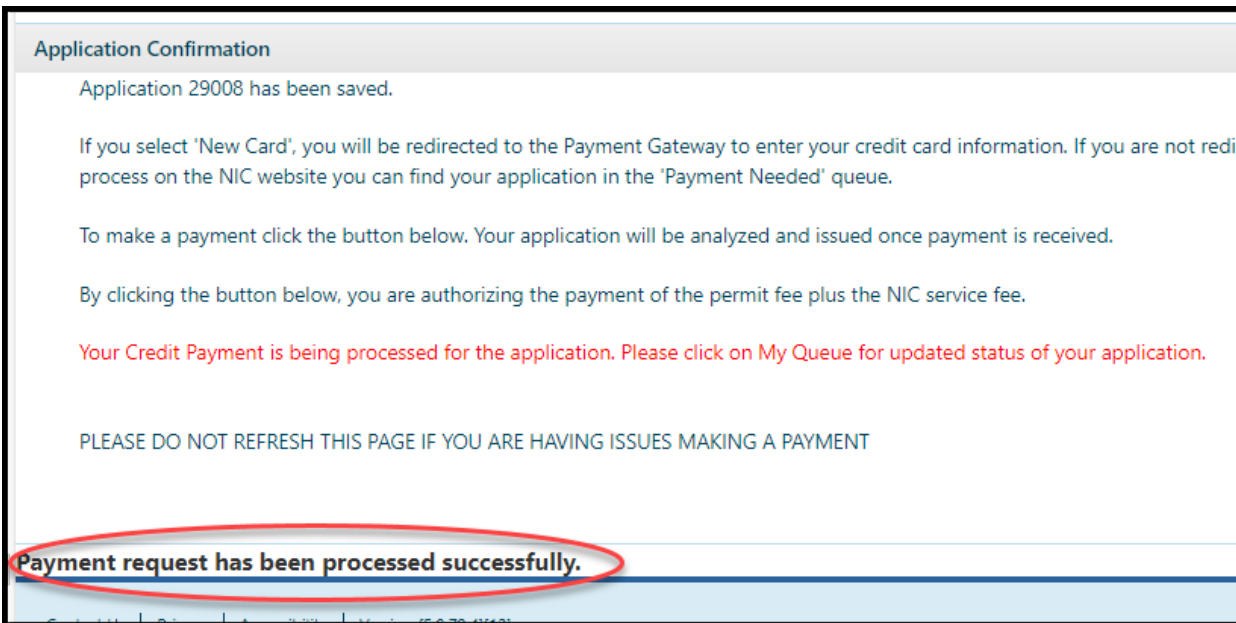 Application Confirmation
Application 29008 has been saved.
If you select 'New Card', you will be redirected to the Payment Gateway to enter your credit card information. If you are not redi
process on the NIC website you can find your application in the 'Payment Needed' queue.
To make a payment click the button below. Your application will be analyzed and issued once payment is received.
By clicking the button below, you are authorizing the payment of the permit fee plus the NIC service fee.
Your Credit Payment is being processed for the application. Please click on My Queue for updated status of your application.
PLEASE DO NOT REFRESH THIS PAGE IF YOU ARE HAVING ISSUES MAKING A PAYMENT
Payment request has been processed successfully.